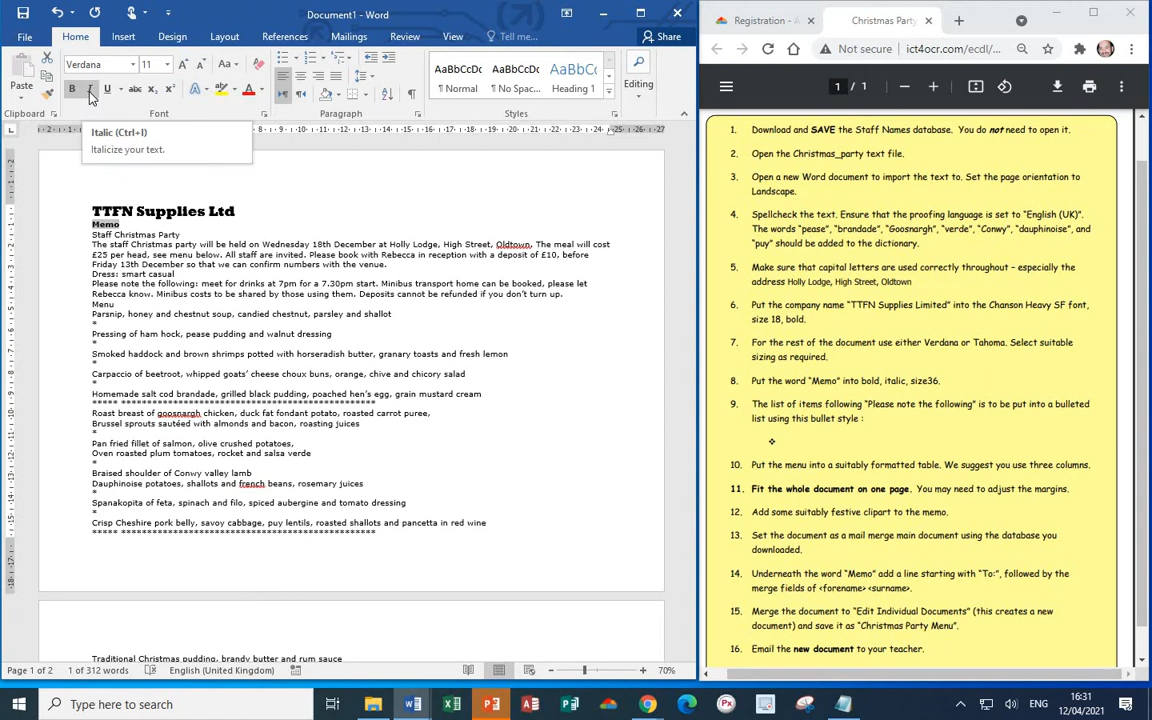 Document1 - Word
File
Home
Insert
Design
Layout
References
Mailings
Review
View
Tell me...
Share
Paste
Verdana
11
Aa
B I U abc x₂ x²
AaBbCcDc
AaBbCcDc
AaBbCc
¶ Normal
¶ No Spac...
Heading 1
Editing
Clipboard
Font
Paragraph
Styles
Italic (Ctrl+I)
Italicize your text.
TTFN Supplies Ltd
Memo
Staff Christmas Party
The staff Christmas party will be held on Wednesday 18th December at Holly Lodge, High Street, Oldtown, The meal will cost
£25 per head, see menu below. All staff are invited. Please book with Rebecca in reception with a deposit of £10, before
Friday 13th December so that we can confirm numbers with the venue.
Dress: smart casual
Please note the following: meet for drinks at 7pm for a 7.30pm start. Minibus transport home can be booked, please let
Rebecca know. Minibus costs to be shared by those using them. Deposits cannot be refunded if you don't turn up.
Menu
Parsnip, honey and chestnut soup, candied chestnut, parsley and shallot
*
Pressing of ham hock, pease pudding and walnut dressing
*
Smoked haddock and brown shrimps potted with horseradish butter, granary toasts and fresh lemon
*
Carpaccio of beetroot, whipped goats' cheese choux buns, orange, chive and chicory salad
*
Homemade salt cod brandade, grilled black pudding, poached hen's egg, grain mustard cream
Roast breast of goosnargh chicken, duck fat fondant potato, roasted carrot puree,
Brussel sprouts sautéed with almonds and bacon, roasting juices
*
Pan fried fillet of salmon, olive crushed potatoes,
Oven roasted plum tomatoes, rocket and salsa verde
*
Braised shoulder of Conwy valley lamb
Dauphinoise potatoes, shallots and french beans, rosemary juices
*
Spanakopita of feta, spinach and filo, spiced aubergine and tomato dressing
*
Crisp Cheshire pork belly, savoy cabbage, puy lentils, roasted shallots and pancetta in red wine
Traditional Christmas pudding, brandy butter and rum sauce
Page 1 of 2
1 of 312 words
English (United Kingdom)
70%
Registration - A
Christmas Party
Not secure
ict4ocr.com/ecdl/...
1 / 1
1. Download and SAVE the Staff Names database. You do not need to open it.
2. Open the Christmas_party text file.
3. Open a new Word document to import the text to. Set the page orientation to
Landscape.
4. Spellcheck the text. Ensure that the proofing language is set to "English (UK)".
The words "pease", "brandade", "Goosnargh", "verde", "Conwy", "dauphinoise", and
"puy" should be added to the dictionary.
5. Make sure that capital letters are used correctly throughout – especially the
address Holly Lodge, High Street, Oldtown
6. Put the company name "TTFN Supplies Limited" into the Chanson Heavy SF font,
size 18, bold.
7. For the rest of the document use either Verdana or Tahoma. Select suitable
sizing as required.
8. Put the word "Memo" into bold, italic, size36.
9. The list of items following "Please note the following" is to be put into a bulleted
list using this bullet style :
❖
10. Put the menu into a suitably formatted table. We suggest you use three columns.
11. Fit the whole document on one page. You may need to adjust the margins.
12. Add some suitably festive clipart to the memo.
13. Set the document as a mail merge main document using the database you
downloaded.
14. Underneath the word "Memo" add a line starting with "To:", followed by the
merge fields of <forename> <surname>.
15. Merge the document to "Edit Individual Documents" (this creates a new
document) and save it as "Christmas Party Menu".
16. Email the new document to your teacher.
Type here to search
ENG
16:31
12/04/2021